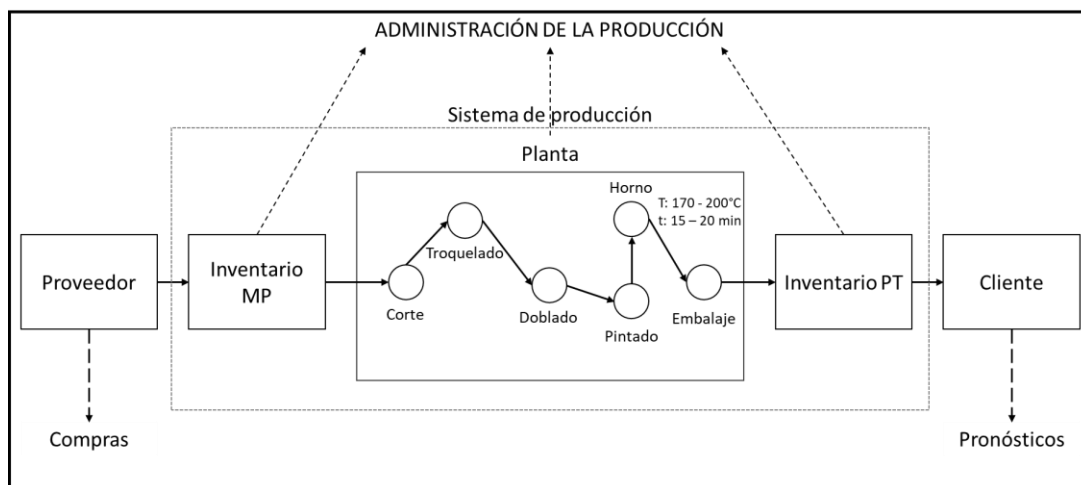 ADMINISTRACIÓN DE LA PRODUCCIÓN
Sistema de producción
Planta
Horno
T: 170 - 200°C
t: 15 – 20 min
Troquelado
Proveedor
Inventario
MP
Corte
Doblado
Pintado
Embalaje
Inventario PT
Cliente
Compras
Pronósticos